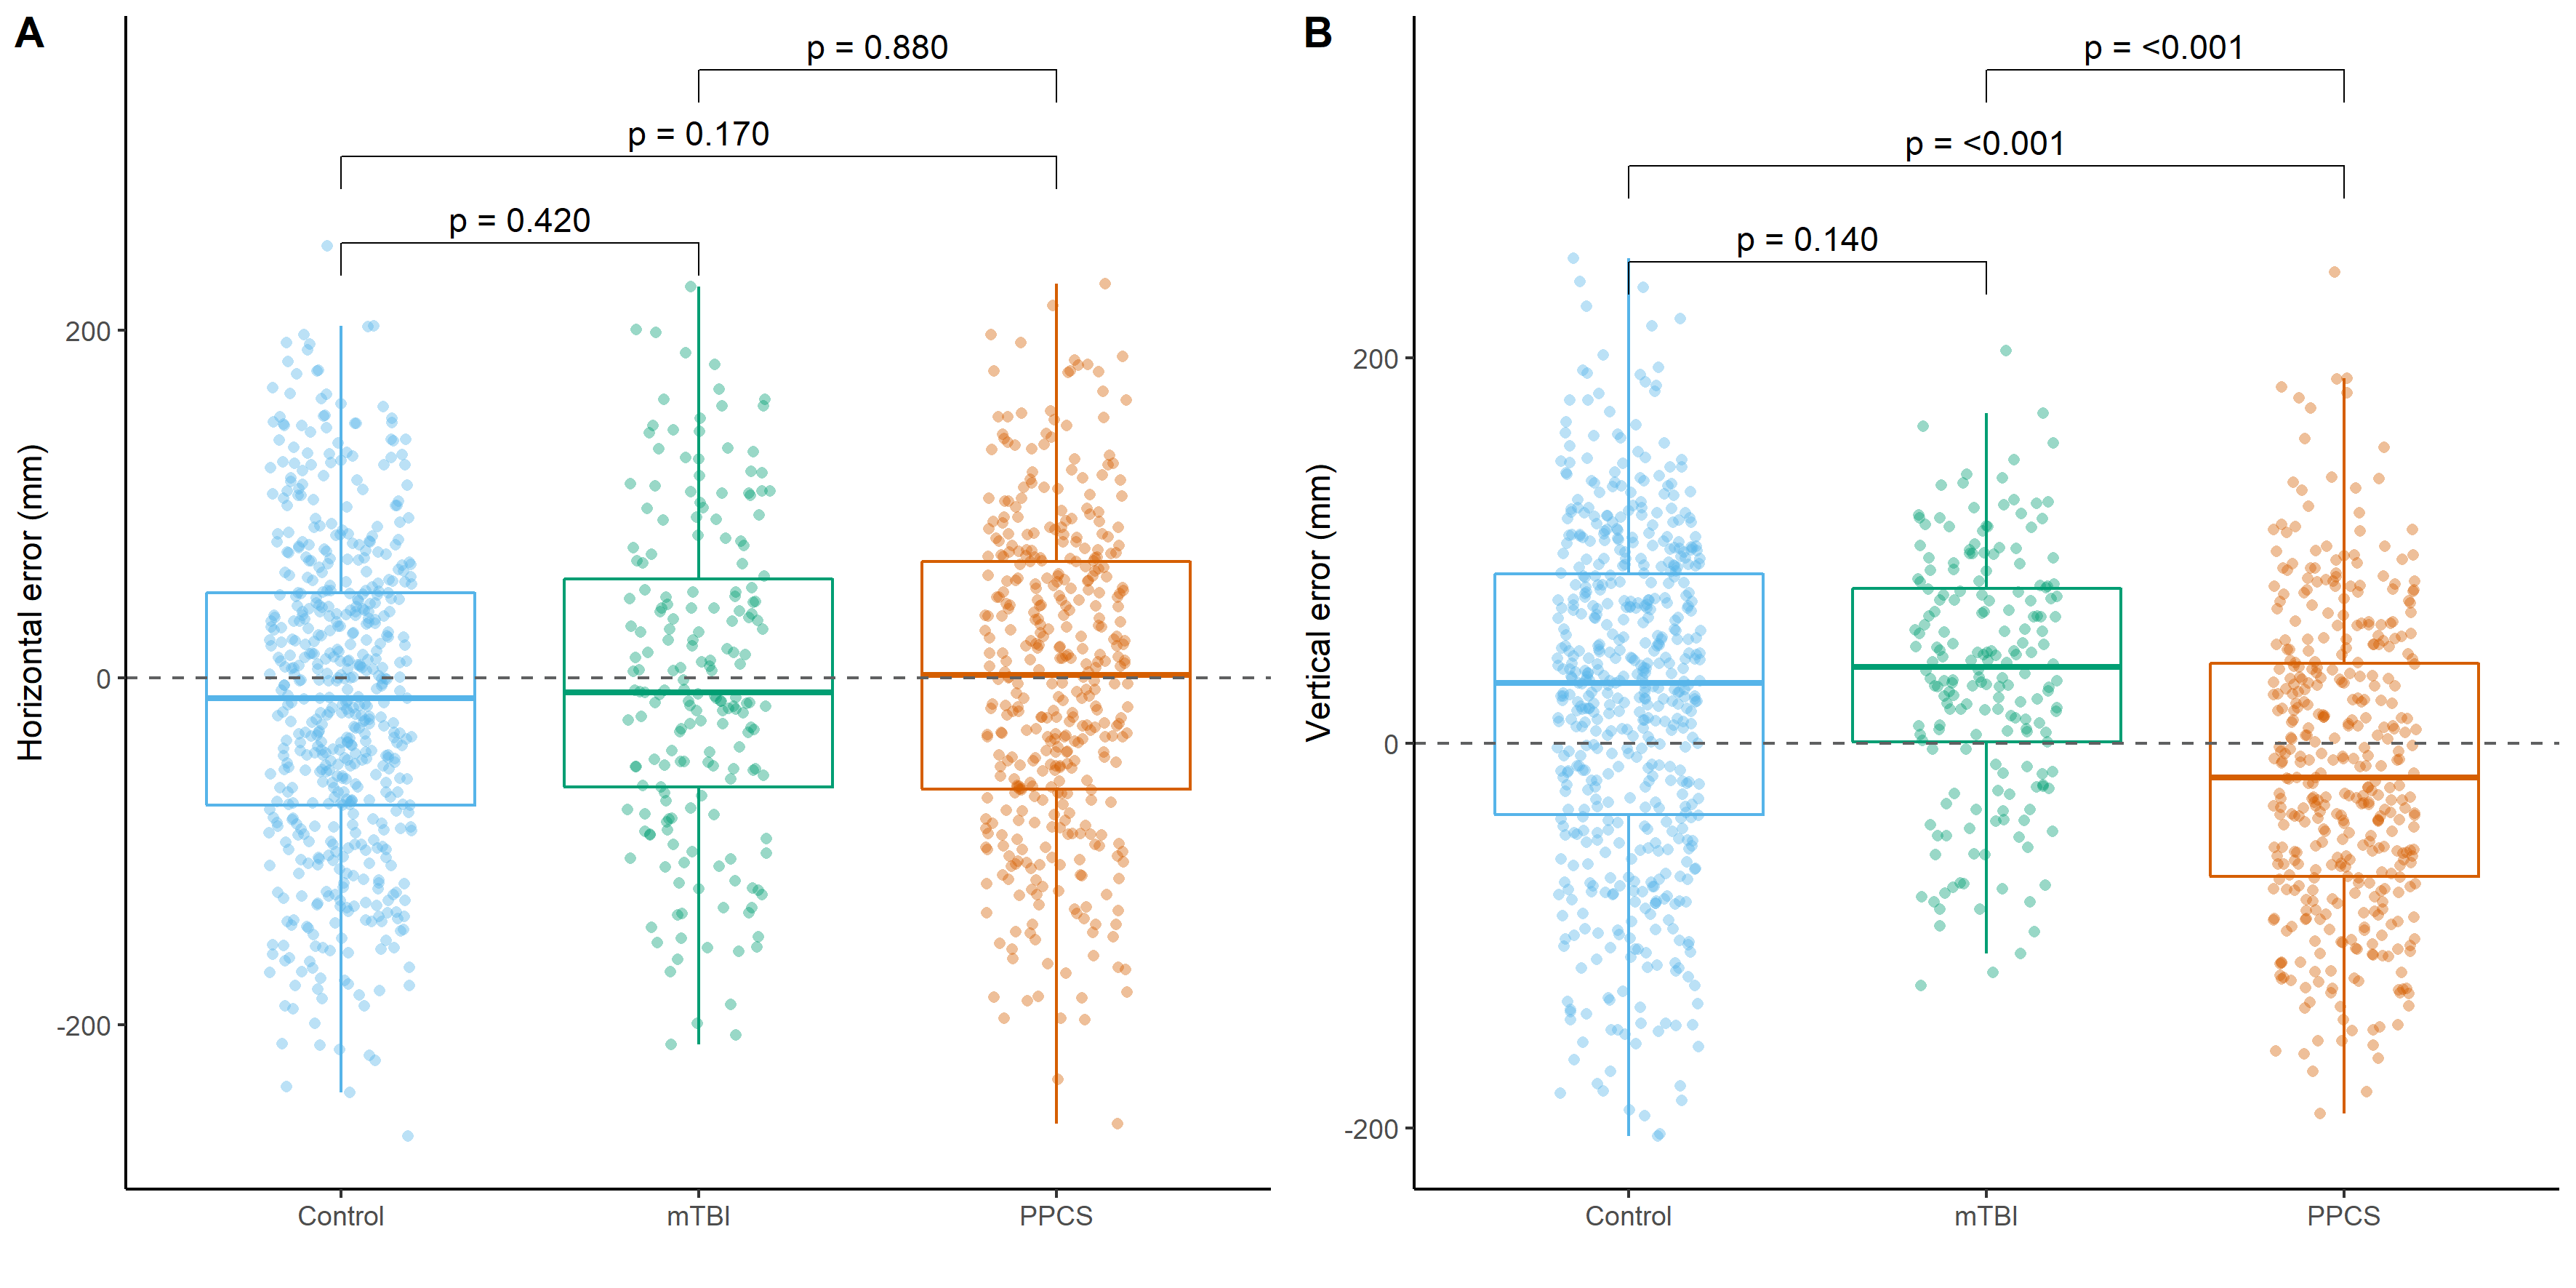 A
p = 0.880
p = 0.170
p = 0.420
Horizontal error (mm)
200
0
-200
Control
mTBI
PPCS
B
p = <0.001
p = <0.001
p = 0.140
Vertical error (mm)
200
0
-200
Control
mTBI
PPCS